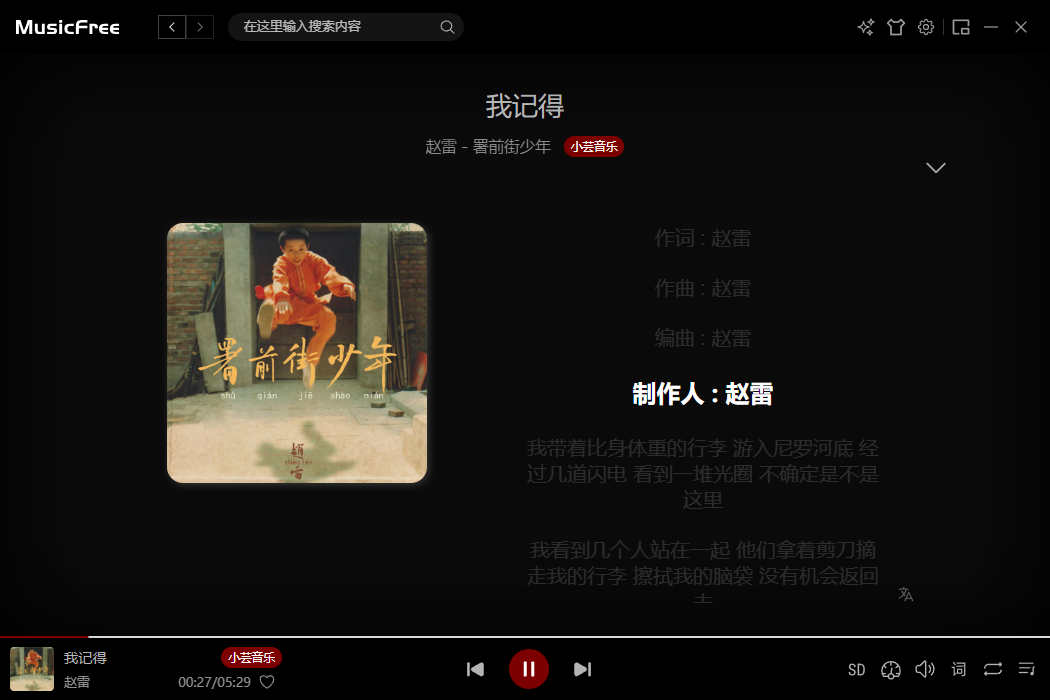 MusicFree
在这里输入搜索内容
我记得
赵雷 - 署前街少年 小芸音乐
署前街少年
shǔ qián jiē shào nián
趙
zhào léi
雷
作词 : 赵雷
作曲 : 赵雷
编曲 : 赵雷
制作人 : 赵雷
我带着比身体重的行李 游入尼罗河底 经
过几道闪电 看到一堆光圈 不确定是不是
这里
我看到几个人站在一起 他们拿着剪刀摘
走我的行李 擦拭我的脑袋 没有机会返回
我记得 小芸音乐
赵雷 00:27/05:29
SD 词